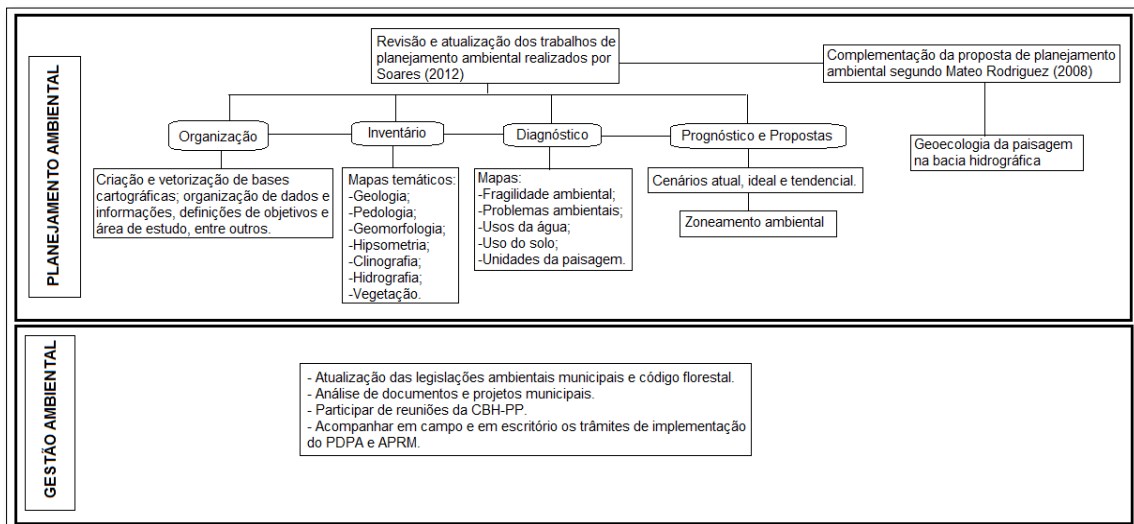 PLANEJAMENTO AMBIENTAL
Revisão e atualização dos trabalhos de
planejamento ambiental realizados por
Soares (2012)
Complementação da proposta de planejamento
ambiental segundo Mateo Rodriguez (2008)
Organização
Inventário
Diagnóstico
Prognóstico e Propostas
Geoecologia da paisagem
na bacia hidrográfica
Criação e vetorização de bases
cartográficas; organização de dados e
informações, definições de objetivos e
área de estudo, entre outros.
Mapas temáticos:
-Geologia;
-Pedologia;
-Geomorfologia;
-Hipsometria;
-Clinografia;
-Hidrografia;
-Vegetação.
Mapas:
-Fragilidade ambiental;
-Problemas ambientais;
-Usos da água;
-Uso do solo;
-Unidades da paisagem.
Cenários atual, ideal e tendencial.
Zoneamento ambiental
GESTÃO AMBIENTAL
- Atualização das legislações ambientais municipais e código florestal.
- Análise de documentos e projetos municipais.
- Participar de reuniões da CBH-PP.
- Acompanhar em campo e em escritório os trâmites de implementação
do PDPA e APRM.